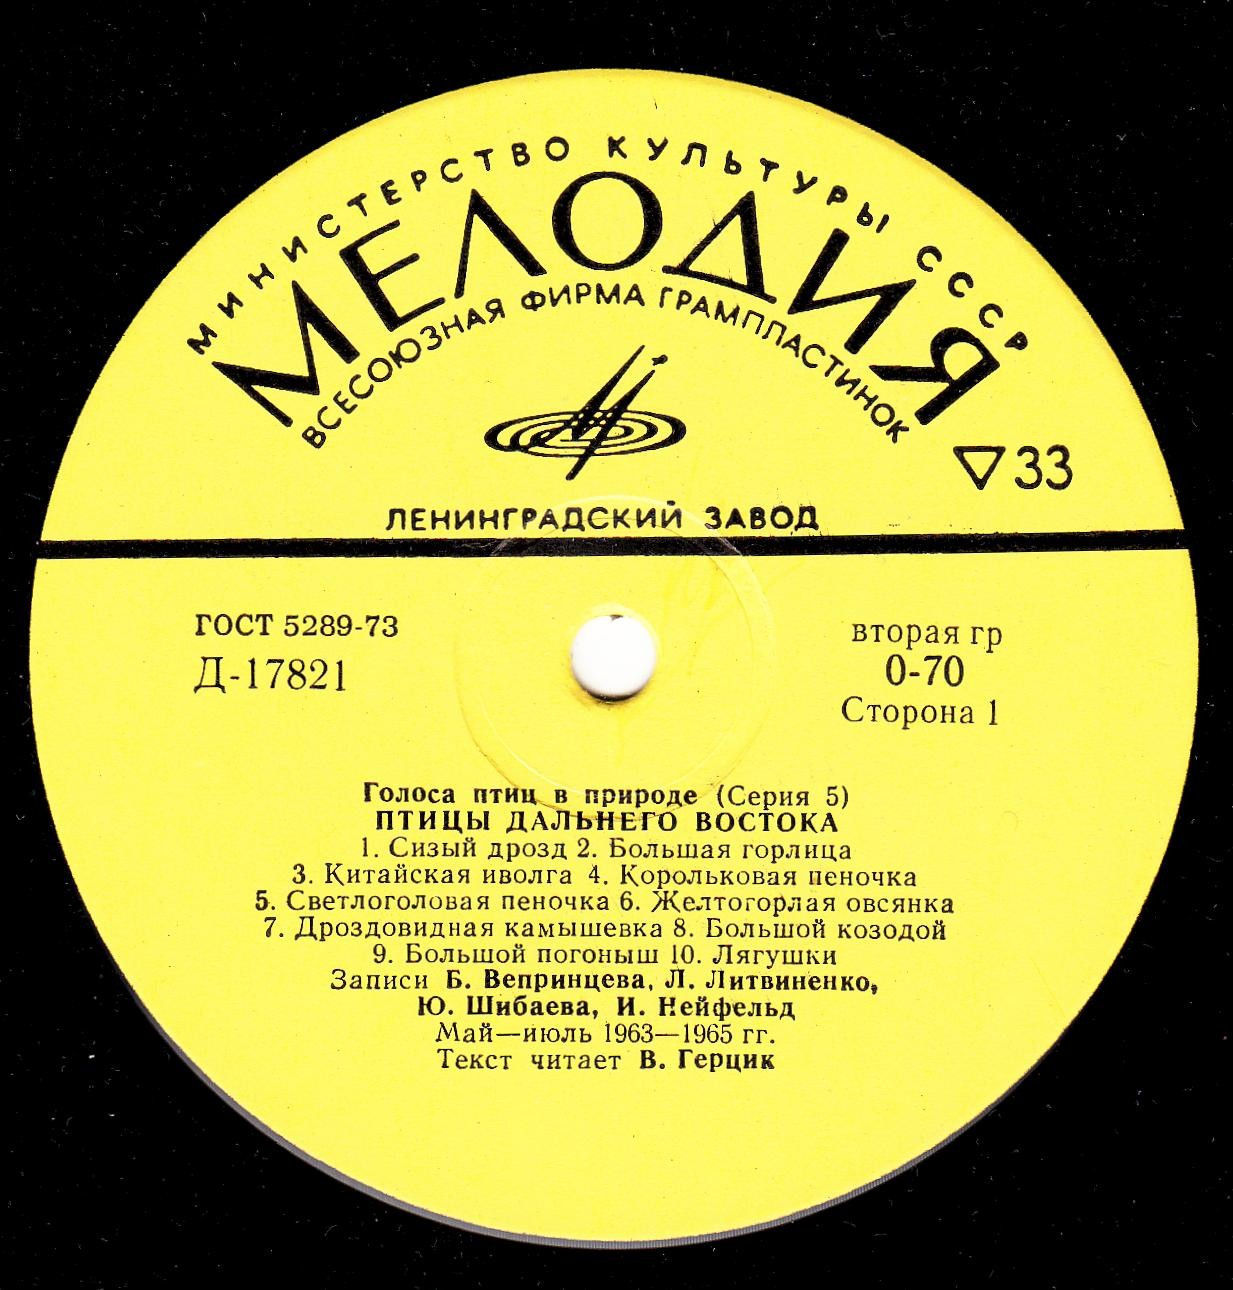 МИНИСТЕРСТВО КУЛЬТУРЫ СССР
МЕЛОДИЯ
ВСЕСОЮЗНАЯ ФИРМА ГРАМПЛАСТИНОК
▽33
ЛЕНИНГРАДСКИЙ ЗАВОД
ГОСТ 5289-73
Д-17821
вторая гр
0-70
Сторона 1
Голоса птиц в природе (Серия 5)
ПТИЦЫ ДАЛЬНЕГО ВОСТОКА
1. Сизый дрозд 2. Большая горлица
3. Китайская иволга 4. Корольковая пеночка
5. Светлоголовая пеночка 6. Желтогорлая овсянка
7. Дроздовидная камышевка 8. Большой козодой
9. Большой погоныш 10. Лягушки
Записи Б. Вепринцева, Л. Литвиненко,
Ю. Шибаева, И. Нейфельд
Май—июль 1963—1965 гг.
Текст читает В. Герцик